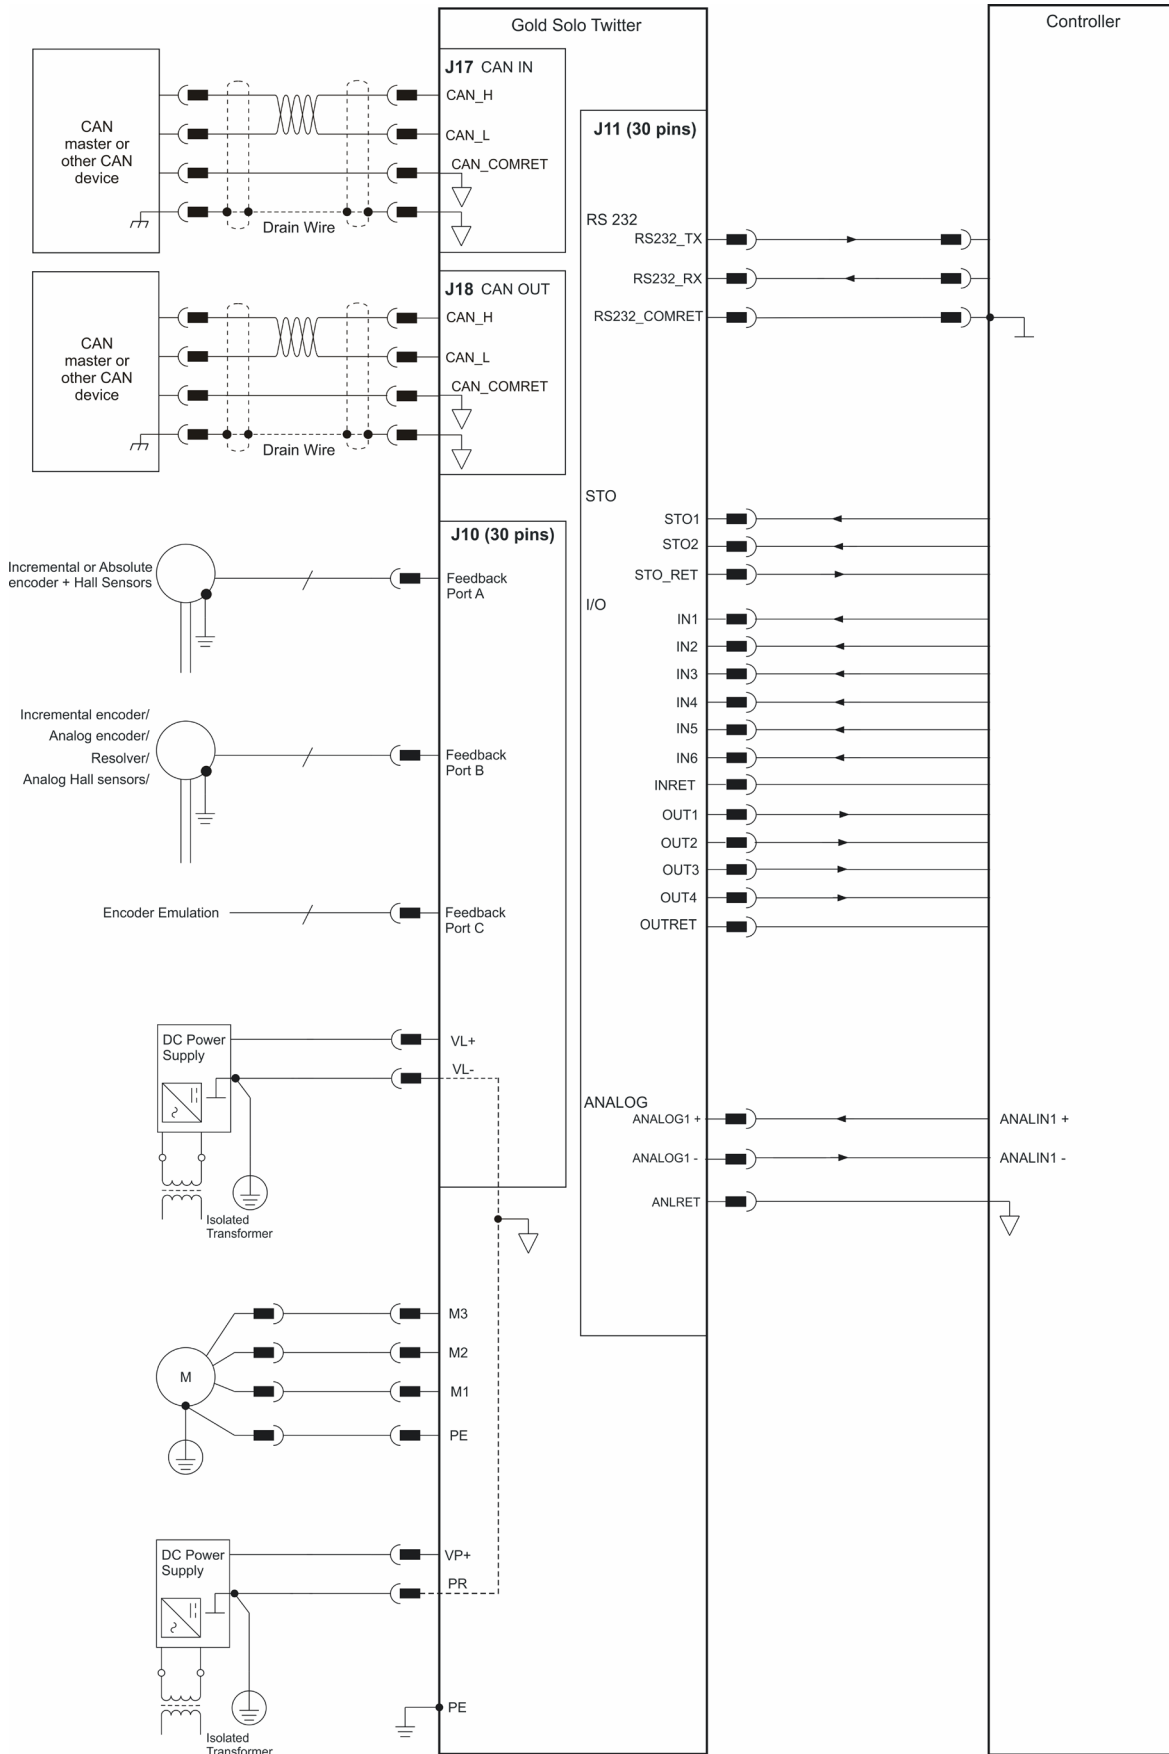 Gold Solo Twitter
Controller
J17 CAN IN
CAN_H
CAN_L
CAN_COMRET
CAN
master or
other CAN
device
Drain Wire
J18 CAN OUT
CAN_H
CAN_L
CAN_COMRET
CAN
master or
other CAN
device
Drain Wire
J10 (30 pins)
Incremental or Absolute
encoder + Hall Sensors
Feedback
Port A
Incremental encoder/
Analog encoder/
Resolver/
Analog Hall sensors/
Feedback
Port B
Encoder Emulation
Feedback
Port C
DC Power
Supply
VL+
VL-
Isolated
Transformer
M3
M2
M1
PE
M
DC Power
Supply
VP+
PR
Isolated
Transformer
PE
J11 (30 pins)
RS 232
RS232_TX
RS232_RX
RS232_COMRET
STO
STO1
STO2
STO_RET
I/O
IN1
IN2
IN3
IN4
IN5
IN6
INRET
OUT1
OUT2
OUT3
OUT4
OUTRET
ANALOG
ANALOG1 +
ANALOG1 -
ANLRET
ANALIN1 +
ANALIN1 -